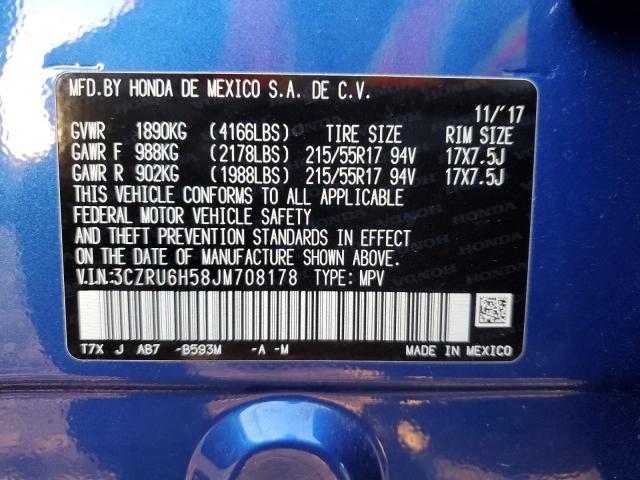 MFD.BY HONDA DE MEXICO S.A. DE C.V.
11/'17
GVWR 1890KG (4166LBS) TIRE SIZE RIM SIZE
GAWR F 988KG (2178LBS) 215/55R17 94V 17X7.5J
GAWR R 902KG (1988LBS) 215/55R17 94V 17X7.5J
THIS VEHICLE CONFORMS TO ALL APPLICABLE
FEDERAL MOTOR VEHICLE SAFETY
AND THEFT PREVENTION STANDARDS IN EFFECT
ON THE DATE OF MANUFACTURE SHOWN ABOVE.
V.I.N:3CZRU6H58JM708178 TYPE: MPV
T7X J AB7 -B593M -A -M
MADE IN MEXICO